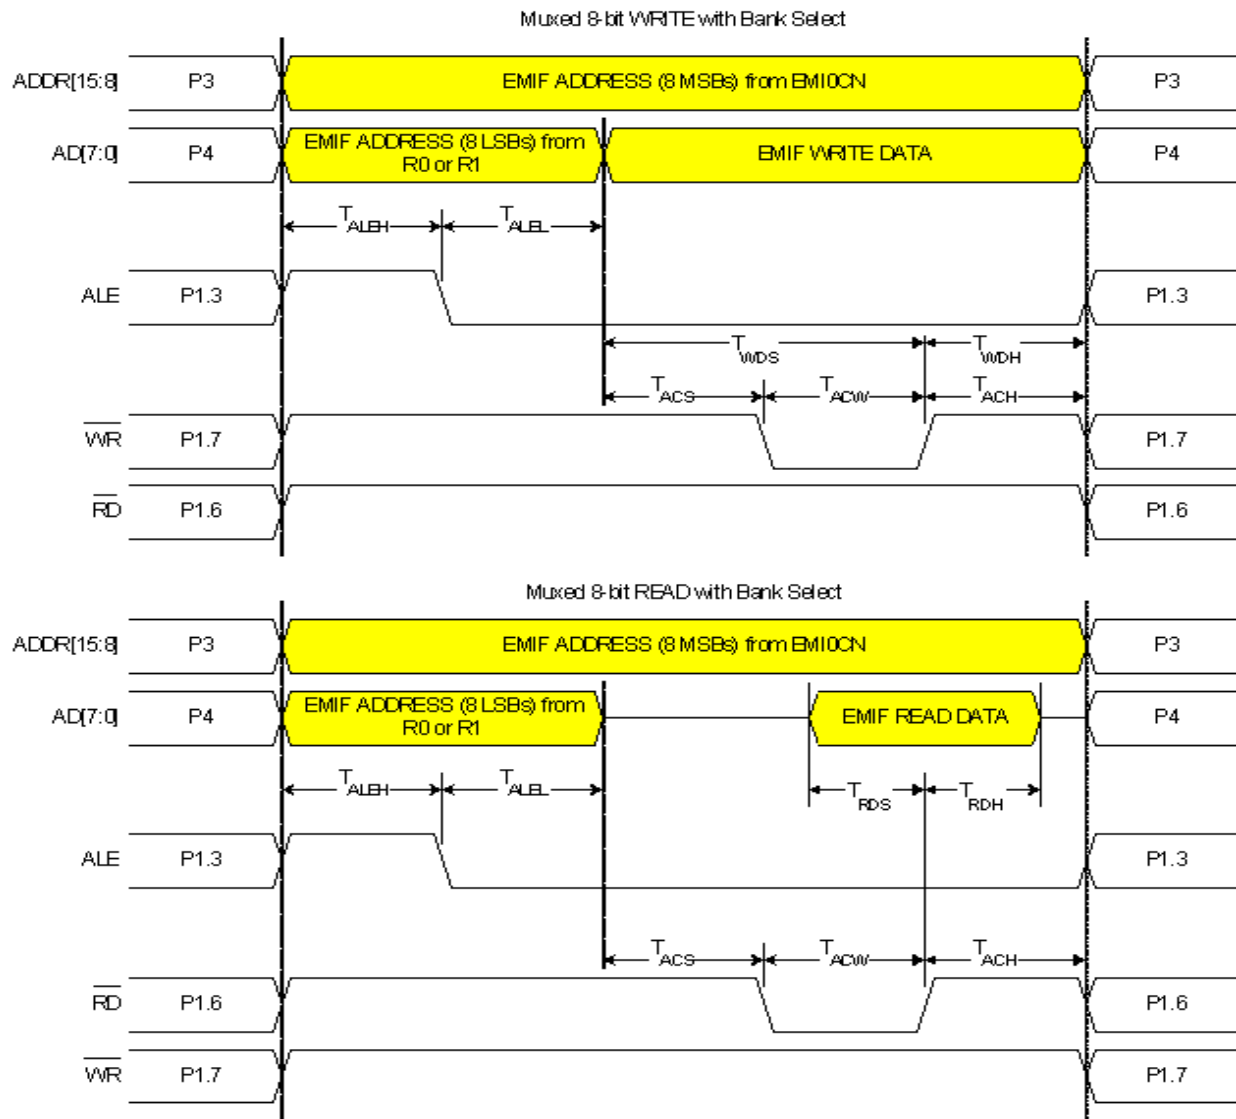 Muxed 8-bit WRITE with Bank Select
ADDR[15:8] P3 EMIF ADDRESS (8 MSBs) from EMI0CN P3
AD[7:0] P4 EMIF ADDRESS (8 LSBs) from
R0 or R1 EMIF WRITE DATA P4
TALEH TALEL
ALE P1.3 P1.3
TWDS TWDH
TACS TACW TACH
WR P1.7 P1.7
RD P1.6 P1.6
Muxed 8-bit READ with Bank Select
ADDR[15:8] P3 EMIF ADDRESS (8 MSBs) from EMI0CN P3
AD[7:0] P4 EMIF ADDRESS (8 LSBs) from
R0 or R1 EMIF READ DATA P4
TALEH TALEL TRDS TRDH
ALE P1.3 P1.3
TACS TACW TACH
RD P1.6 P1.6
WR P1.7 P1.7